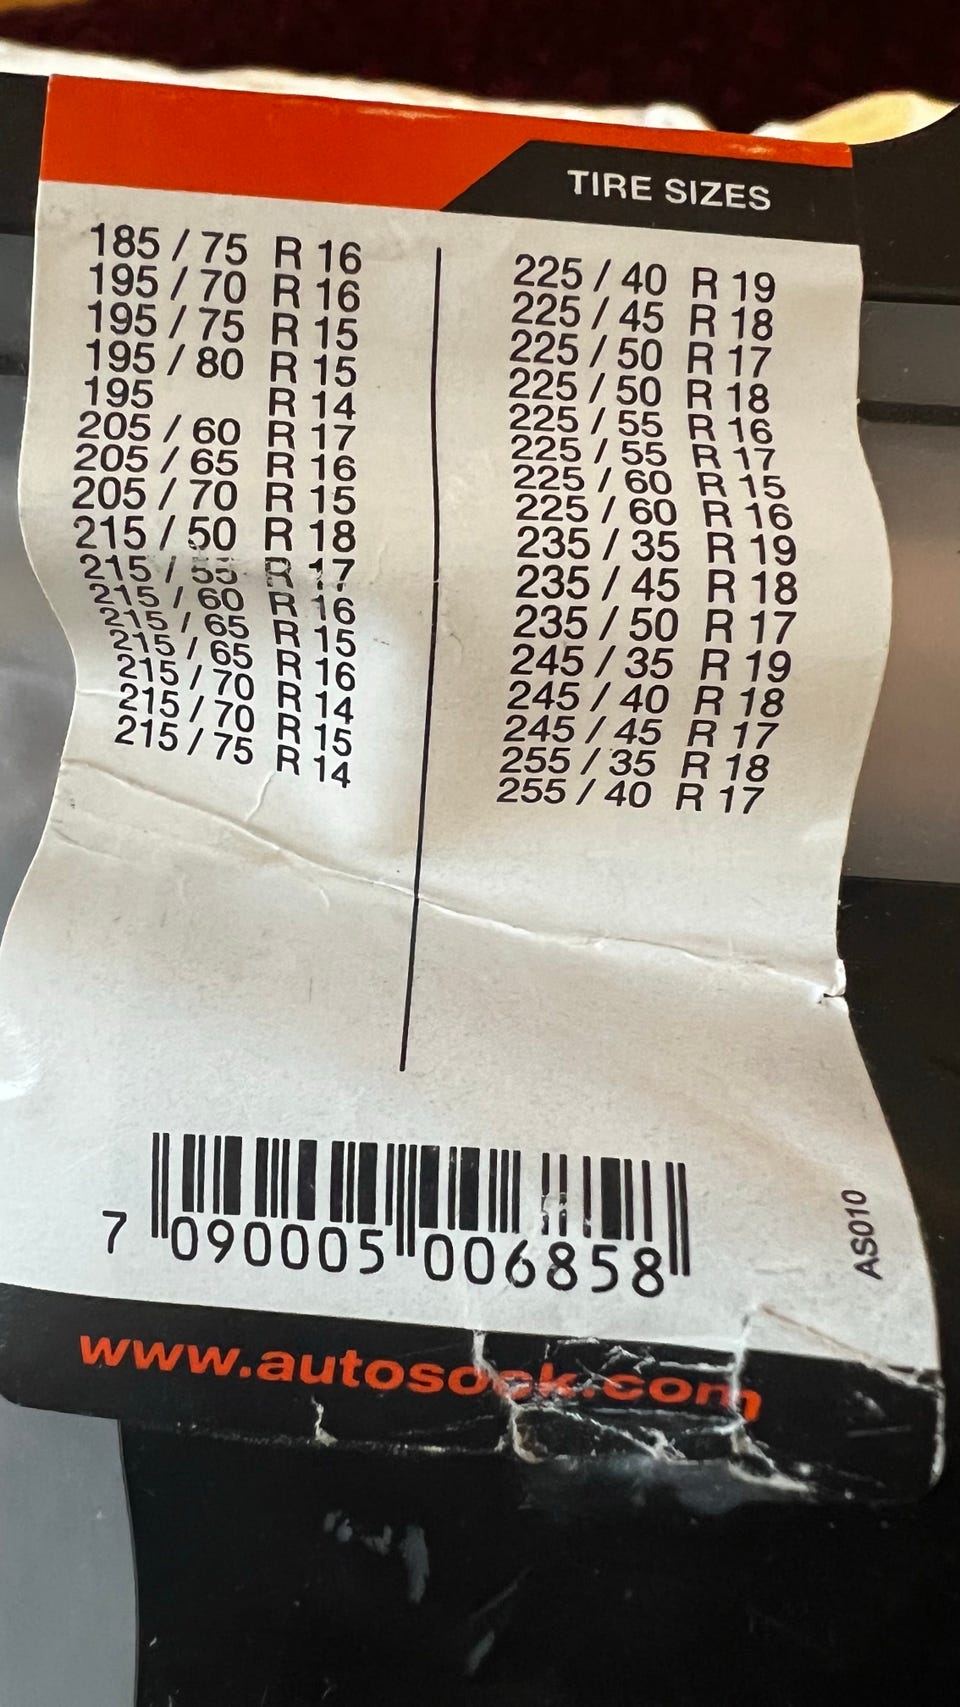 TIRE SIZES
185 / 75 R 16
195 / 70 R 16
195 / 75 R 15
195 / 80 R 15
195 R 14
205 / 60 R 17
205 / 65 R 16
205 / 70 R 15
215 / 50 R 18
215 / 55 R 17
215 / 60 R 16
215 / 65 R 15
215 / 65 R 16
215 / 70 R 14
215 / 70 R 15
215 / 75 R 14
225 / 40 R 19
225 / 45 R 18
225 / 50 R 17
225 / 50 R 18
225 / 55 R 16
225 / 55 R 17
225 / 60 R 15
225 / 60 R 16
235 / 35 R 19
235 / 45 R 18
235 / 50 R 17
245 / 35 R 19
245 / 40 R 18
245 / 45 R 17
255 / 35 R 18
255 / 40 R 17
7 090005 006858
AS010
www.autosock.com